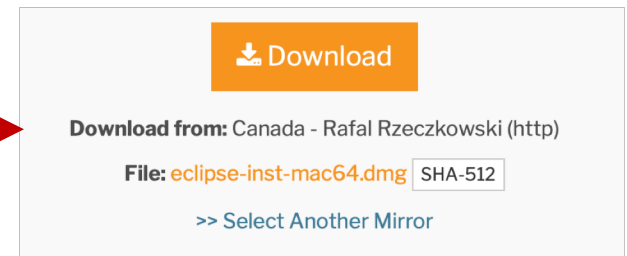 Download
Download from: Canada - Rafal Rzeczkowski (http)
File: eclipse-inst-mac64.dmg SHA-512
>> Select Another Mirror